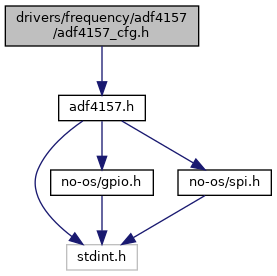 drivers/frequency/adf4157
/adf4157_cfg.h
adf4157.h
no-os/gpio.h
no-os/spi.h
stdint.h